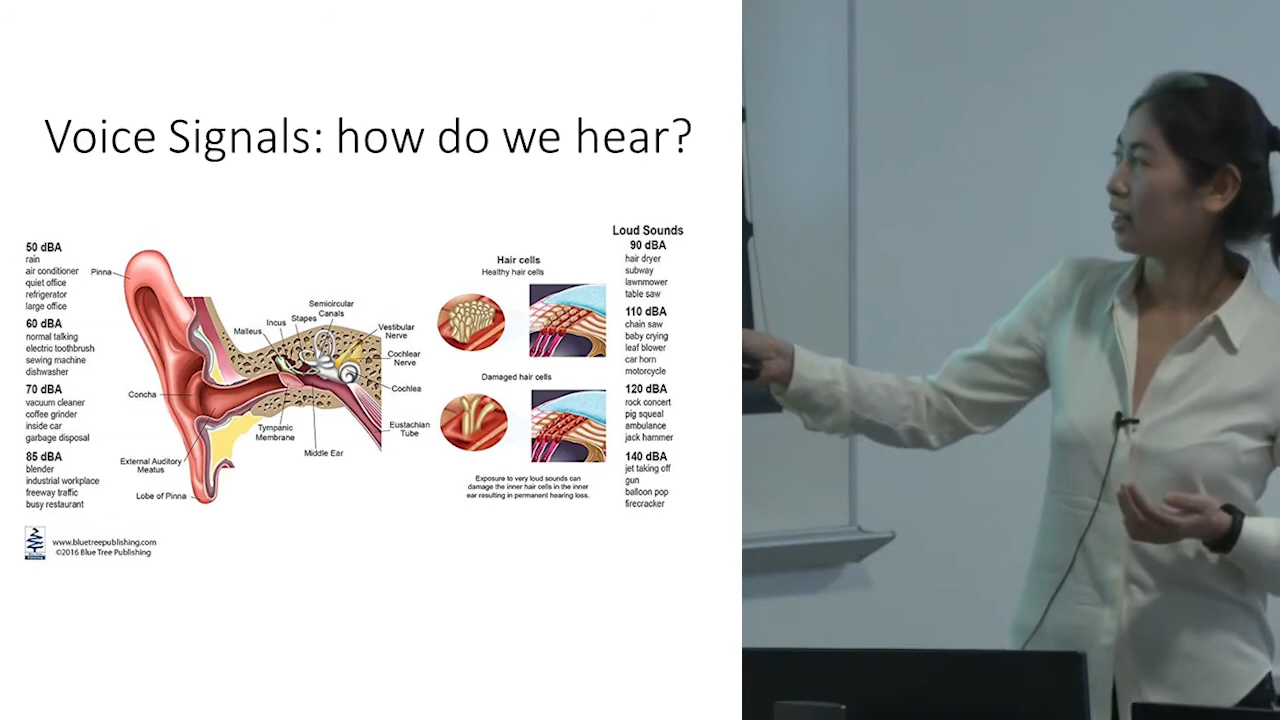 Voice Signals: how do we hear?
50 dBA
rain
air conditioner
quiet office
refrigerator
large office
60 dBA
normal talking
electric toothbrush
sewing machine
dishwasher
70 dBA
vacuum cleaner
coffee grinder
inside car
garbage disposal
85 dBA
blender
industrial workplace
freeway traffic
busy restaurant
Pinna
Concha
External Auditory
Meatus
Lobe of Pinna
Malleus
Incus
Stapes
Semicircular
Canals
Vestibular
Nerve
Cochlear
Nerve
Cochlea
Eustachian
Tube
Tympanic
Membrane
Middle Ear
Hair cells
Healthy hair cells
Damaged hair cells
Exposure to very loud sounds can
damage the inner hair cells in the inner
ear resulting in permanent hearing loss.
Loud Sounds
90 dBA
hair dryer
subway
lawnmower
table saw
110 dBA
chain saw
baby crying
leaf blower
car horn
motorcycle
120 dBA
rock concert
pig squeal
ambulance
jack hammer
140 dBA
jet taking off
gun
balloon pop
firecracker
www.bluetreepublishing.com
©2016 Blue Tree Publishing